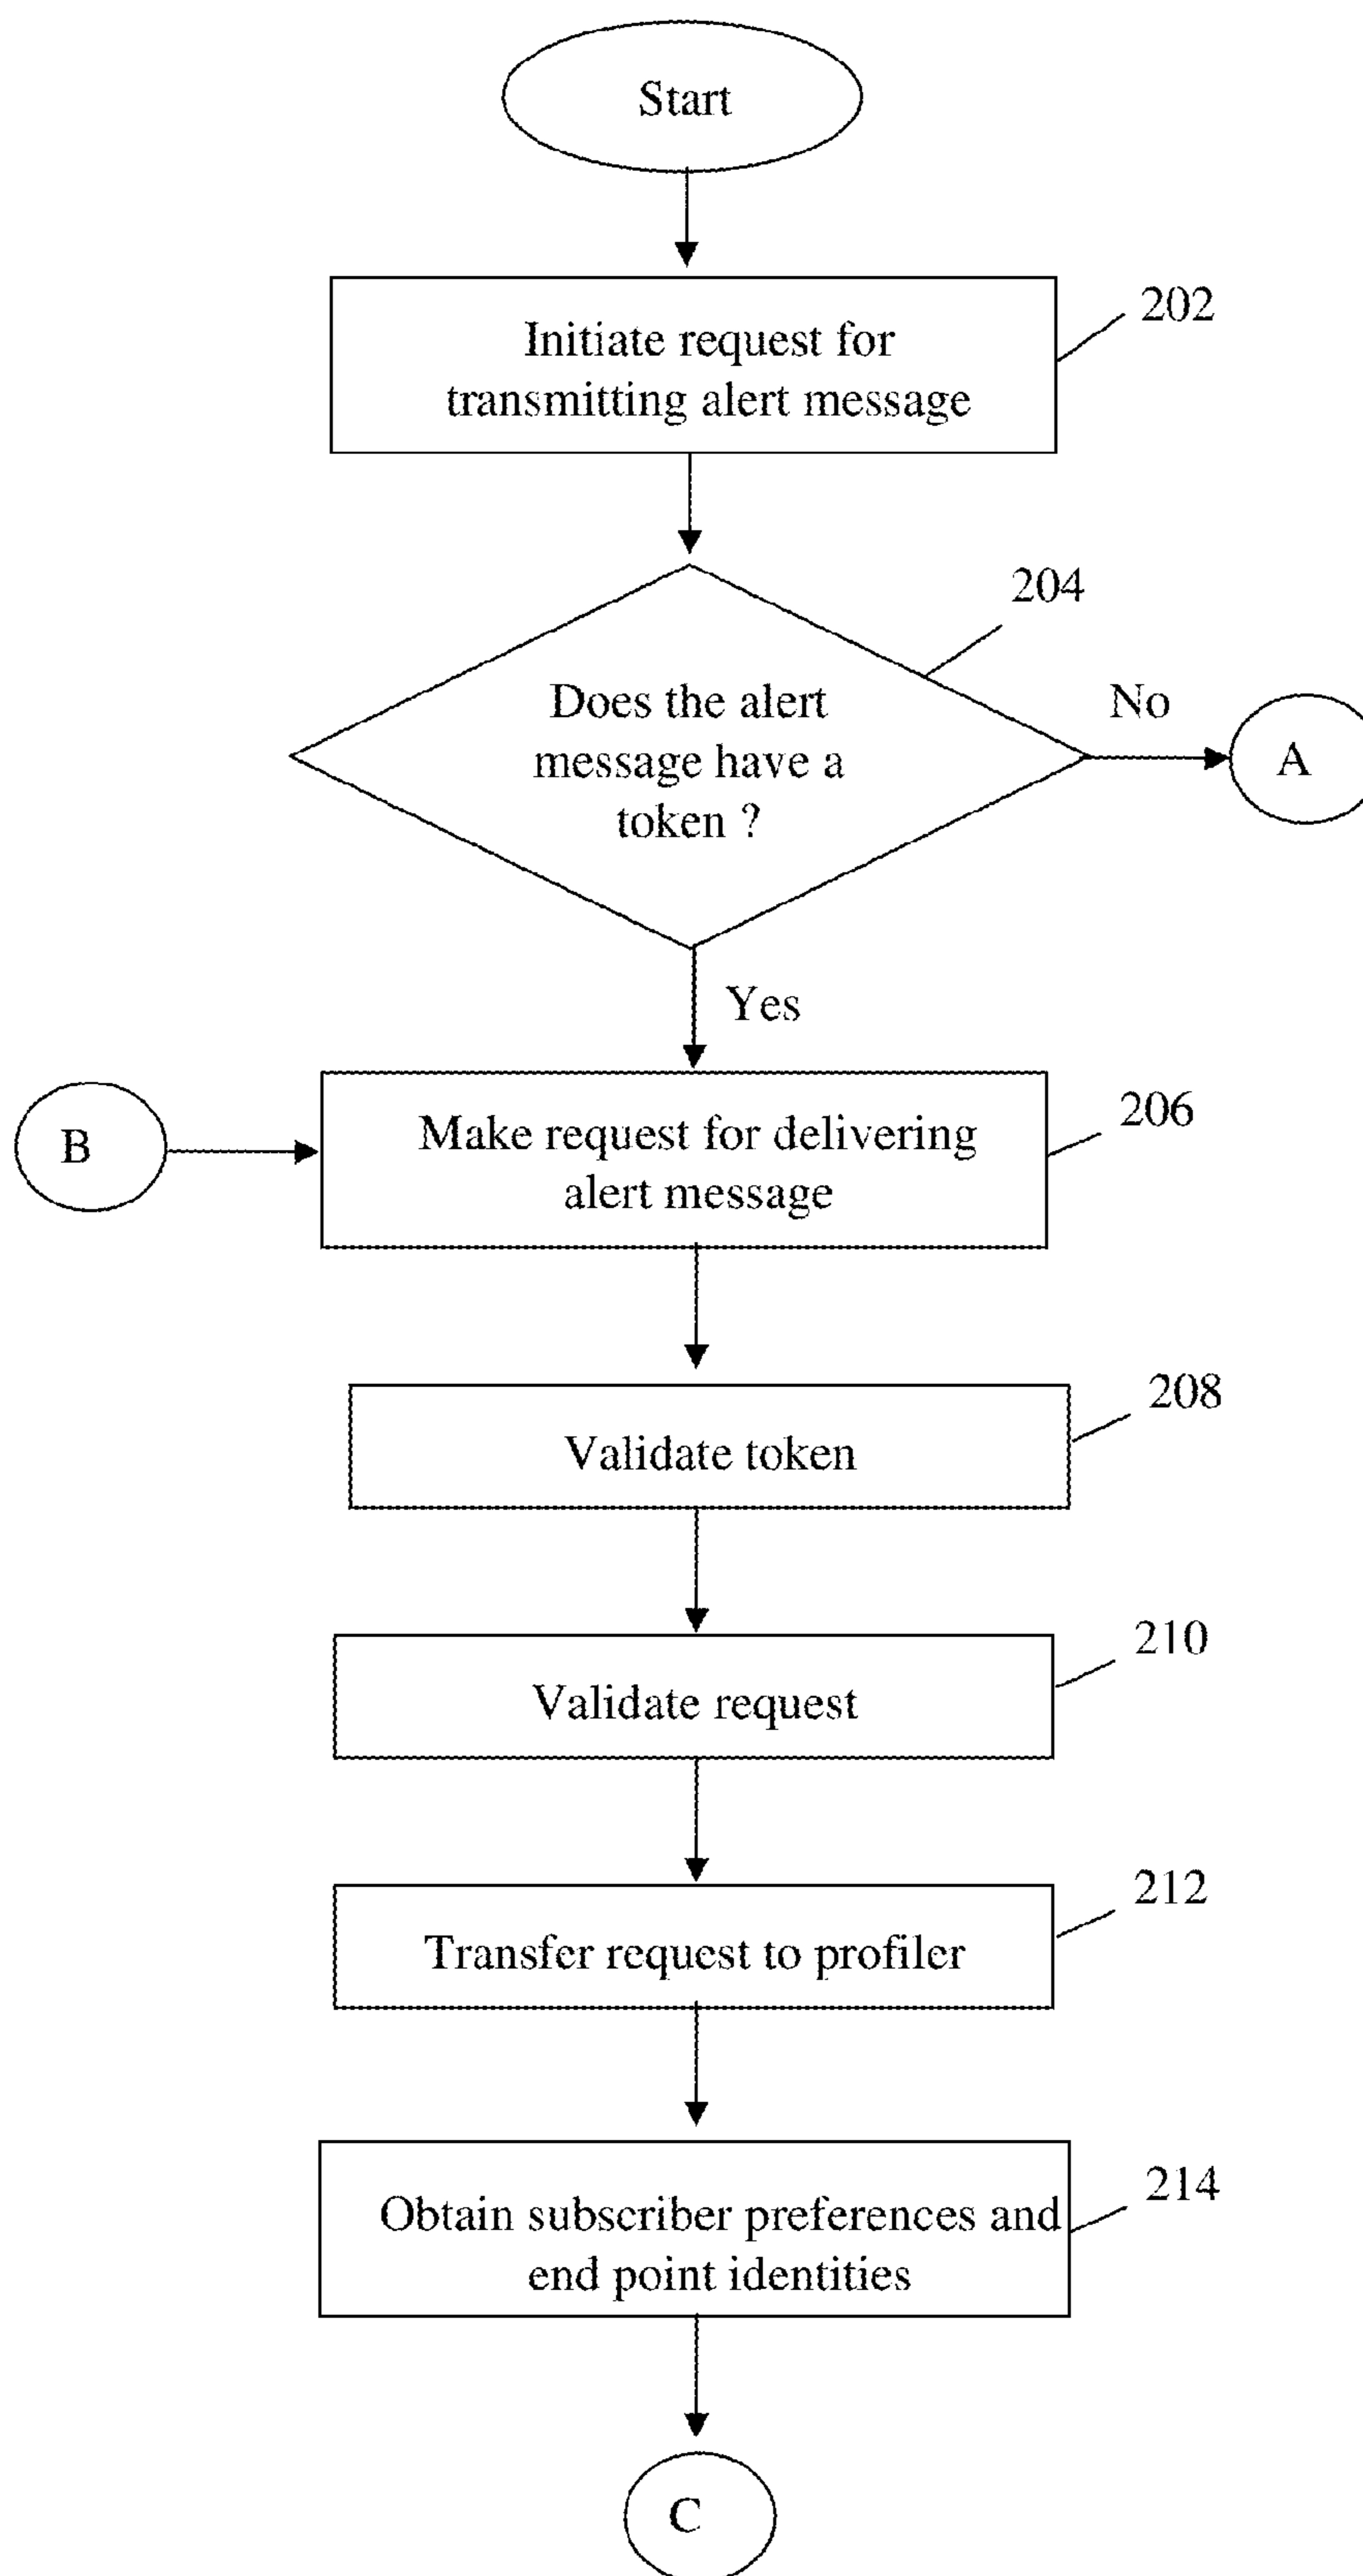 Start
Initiate request for
transmitting alert message
202
204
Does the alert
message have a
token ?
No
A
Yes
B
Make request for delivering
alert message
206
208
Validate token
210
Validate request
212
Transfer request to profiler
214
Obtain subscriber preferences and
end point identities
C